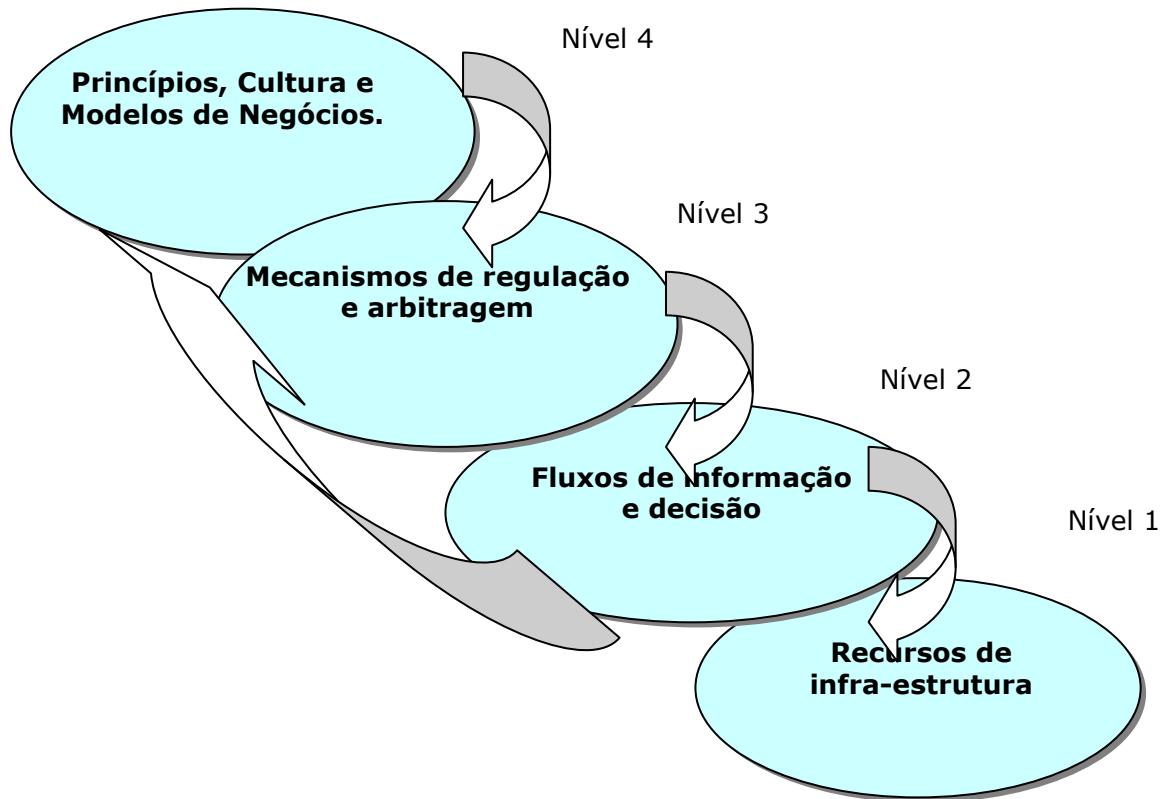 Nível 4
Princípios, Cultura e
Modelos de Negócios.
Nível 3
Mecanismos de regulação
e arbitragem
Nível 2
Fluxos de informação
e decisão
Nível 1
Recursos de
infra-estrutura